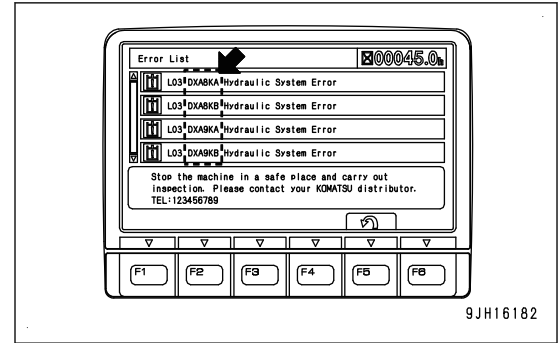 Error List 00045.0h
L03 DXA8KA Hydraulic System Error
L03 DXA8KB Hydraulic System Error
L03 DXA9KA Hydraulic System Error
L03 DXA9KB Hydraulic System Error
Stop the machine in a safe place and carry out
inspection. Please contact your KOMATSU distributor.
TEL:123456789
F1 F2 F3 F4 F5 F6
9JH16182